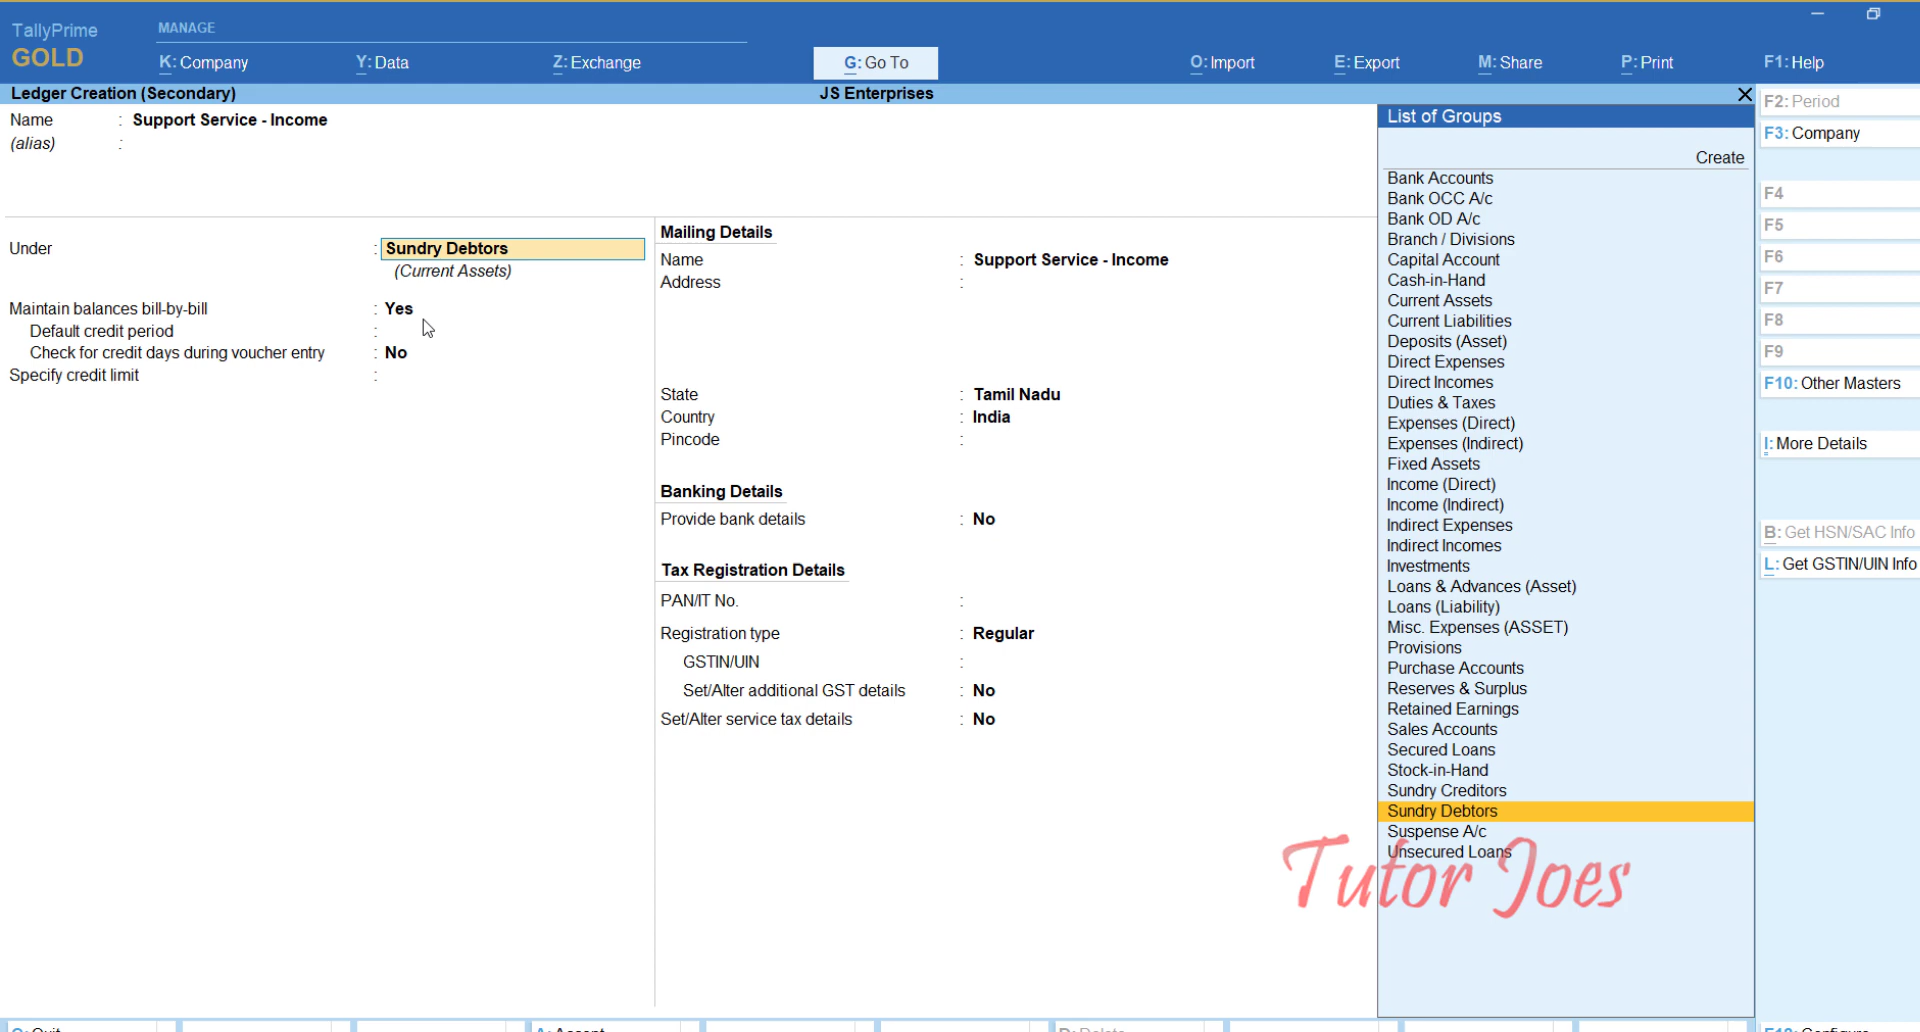 TallyPrime
GOLD
MANAGE
K: Company
Y: Data
Z: Exchange
G: Go To
O: Import
E: Export
M: Share
P: Print
F1: Help
Ledger Creation (Secondary)
JS Enterprises
Name : Support Service - Income
(alias) :
Under : Sundry Debtors
(Current Assets)
Maintain balances bill-by-bill : Yes
Default credit period :
Check for credit days during voucher entry : No
Specify credit limit :
Mailing Details
Name : Support Service - Income
Address :
State : Tamil Nadu
Country : India
Pincode :
Banking Details
Provide bank details : No
Tax Registration Details
PAN/IT No. :
Registration type : Regular
GSTIN/UIN :
Set/Alter additional GST details : No
Set/Alter service tax details : No
List of Groups
Create
Bank Accounts
Bank OCC A/c
Bank OD A/c
Branch / Divisions
Capital Account
Cash-in-Hand
Current Assets
Current Liabilities
Deposits (Asset)
Direct Expenses
Direct Incomes
Duties & Taxes
Expenses (Direct)
Expenses (Indirect)
Fixed Assets
Income (Direct)
Income (Indirect)
Indirect Expenses
Indirect Incomes
Investments
Loans & Advances (Asset)
Loans (Liability)
Misc. Expenses (ASSET)
Provisions
Purchase Accounts
Reserves & Surplus
Retained Earnings
Sales Accounts
Secured Loans
Stock-in-Hand
Sundry Creditors
Sundry Debtors
Suspense A/c
Unsecured Loans
Tutor Joes
F2: Period
F3: Company
F4
F5
F6
F7
F8
F9
F10: Other Masters
I: More Details
B: Get HSN/SAC Info
L: Get GSTIN/UIN Info